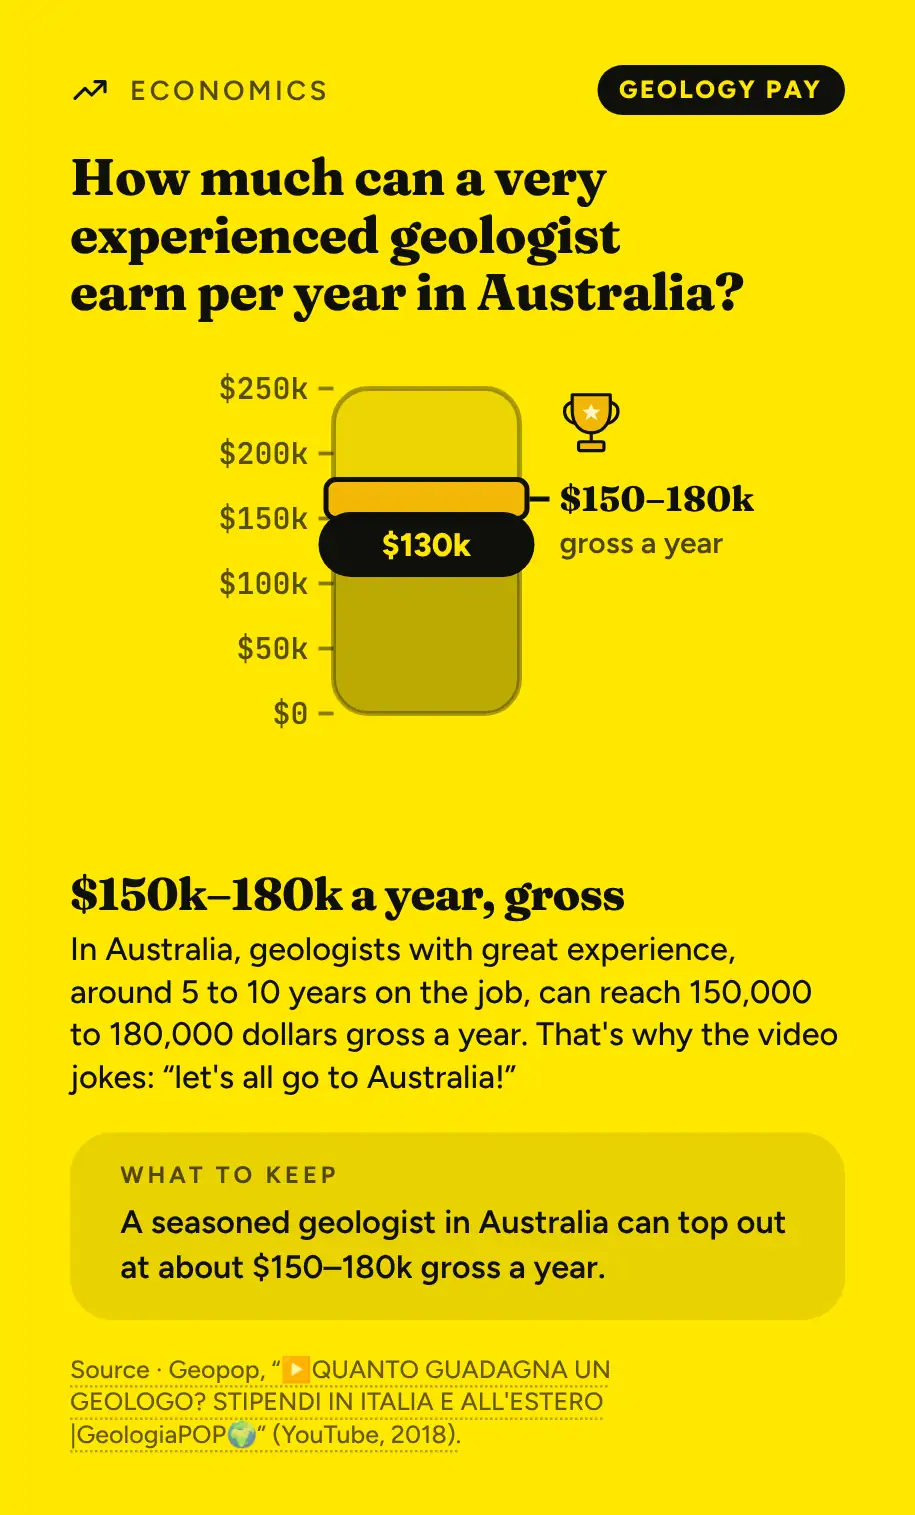 ECONOMICS
GEOLOGY PAY
How much can a very
experienced geologist
earn per year in Australia?
$250k
$200k
$150k
$100k
$50k
$0
$130k
$150–180k
gross a year
$150k–180k a year, gross
In Australia, geologists with great experience,
around 5 to 10 years on the job, can reach 150,000
to 180,000 dollars gross a year. That's why the video
jokes: “let's all go to Australia!”
WHAT TO KEEP
A seasoned geologist in Australia can top out
at about $150–180k gross a year.
Source · Geopop, “▶️QUANTO GUADAGNA UN
GEOLOGO? STIPENDI IN ITALIA E ALL'ESTERO
|GeologiaPOP🌍” (YouTube, 2018).